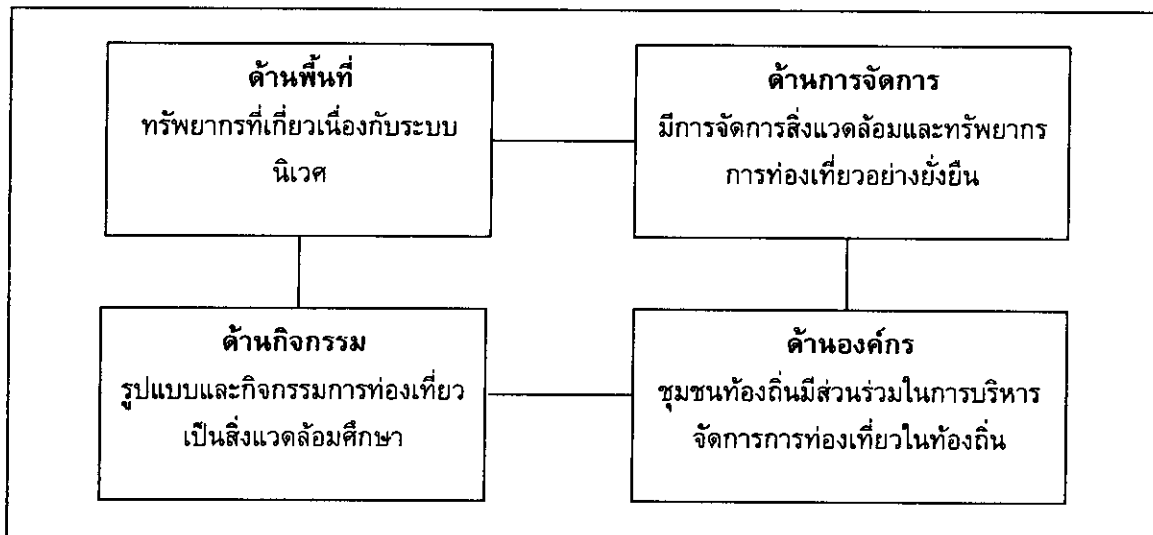 ด้านพื้นที่
ทรัพยากรที่เกี่ยวเนื่องกับระบบ
นิเวศ
ด้านการจัดการ
มีการจัดการสิ่งแวดล้อมและทรัพยากร
การท่องเที่ยวอย่างยั่งยืน
ด้านกิจกรรม
รูปแบบและกิจกรรมการท่องเที่ยว
เป็นสิ่งแวดล้อมศึกษา
ด้านองค์กร
ชุมชนท้องถิ่นมีส่วนร่วมในการบริหาร
จัดการการท่องเที่ยวในท้องถิ่น